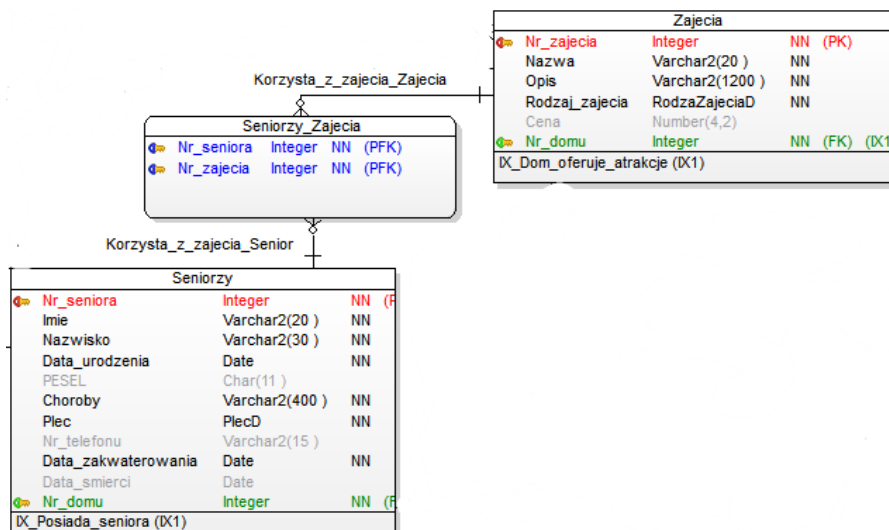 Zajecia
Nr_zajecia Integer NN (PK)
Nazwa Varchar2(20 ) NN
Opis Varchar2(1200 ) NN
Rodzaj_zajecia RodzaZajeciaD NN
Cena Number(4,2)
Nr_domu Integer NN (FK) (IX1
IX_Dom_oferuje_atrakcje (IX1)
Korzysta_z_zajecia_Zajecia
Seniorzy_Zajecia
Nr_seniora Integer NN (PFK)
Nr_zajecia Integer NN (PFK)
Korzysta_z_zajecia_Senior
Seniorzy
Nr_seniora Integer NN (P
Imie Varchar2(20 ) NN
Nazwisko Varchar2(30 ) NN
Data_urodzenia Date NN
PESEL Char(11 )
Choroby Varchar2(400 ) NN
Plec PlecD NN
Nr_telefonu Varchar2(15 )
Data_zakwaterowania Date NN
Data_smierci Date
Nr_domu Integer NN (F
IX_Posiada_seniora (IX1)